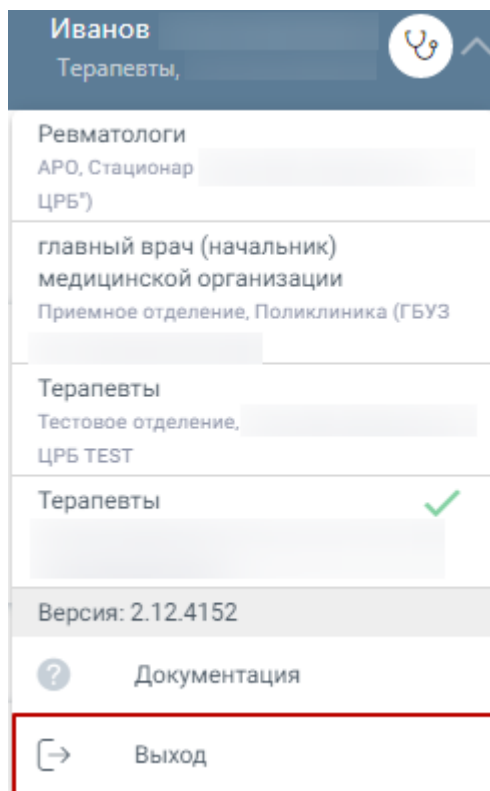 Иванов
Терапевты,
Ревматологи
АРО, Стационар
ЦРБ")
главный врач (начальник)
медицинской организации
Приемное отделение, Поликлиника (ГБУЗ
Терапевты
Тестовое отделение,
ЦРБ TEST
Терапевты
Версия: 2.12.4152
Документация
Выход